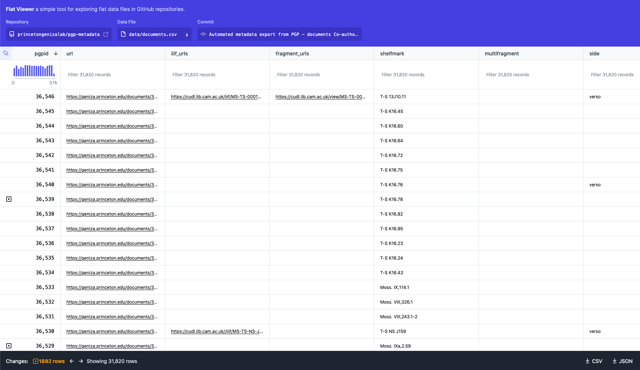 Flat Viewer a simple tool for exploring flat data files in GitHub repositories.
Repository Data File Commit
princetongenizalab/pgp-metadata data/documents.csv Automated metadata export from PGP – documents Co-autho...
pgpid url iiif_urls fragment_urls shelfmark multifragment side
Filter 31,820 records Filter 31,820 records Filter 31,820 records Filter 31,820 records Filter 31,820 records Filter 31,820 records
0 37k
36,546 https://geniza.princeton.edu/documents/3... https://cudl.lib.cam.ac.uk/iiif/MS-TS-0001... https://cudl.lib.cam.ac.uk/view/MS-TS-00... T-S 13J10.11 verso
36,545 https://geniza.princeton.edu/documents/3... T-S K16.45
36,544 https://geniza.princeton.edu/documents/3... T-S K16.60
36,543 https://geniza.princeton.edu/documents/3... T-S K16.64
36,542 https://geniza.princeton.edu/documents/3... T-S K16.72
36,541 https://geniza.princeton.edu/documents/3... T-S K16.75
36,540 https://geniza.princeton.edu/documents/3... T-S K16.76 verso
36,539 https://geniza.princeton.edu/documents/3... T-S K16.78
36,538 https://geniza.princeton.edu/documents/3... T-S K16.82
36,537 https://geniza.princeton.edu/documents/3... T-S K16.95
36,536 https://geniza.princeton.edu/documents/3... T-S K16.23
36,535 https://geniza.princeton.edu/documents/3... T-S K16.24
36,534 https://geniza.princeton.edu/documents/3... T-S K16.43
36,533 https://geniza.princeton.edu/documents/3... Moss. IX,114.1
36,532 https://geniza.princeton.edu/documents/3... Moss. VIII,326.1
36,531 https://geniza.princeton.edu/documents/3... Moss. VIII,243.1-2
36,530 https://geniza.princeton.edu/documents/3... https://cudl.lib.cam.ac.uk/iiif/MS-TS-NS-J... T-S NS J159 verso
36,529 https://geniza.princeton.edu/documents/3... Moss. IXa,2.59
Changes: 1882 rows ← → Showing 31,820 rows CSV JSON